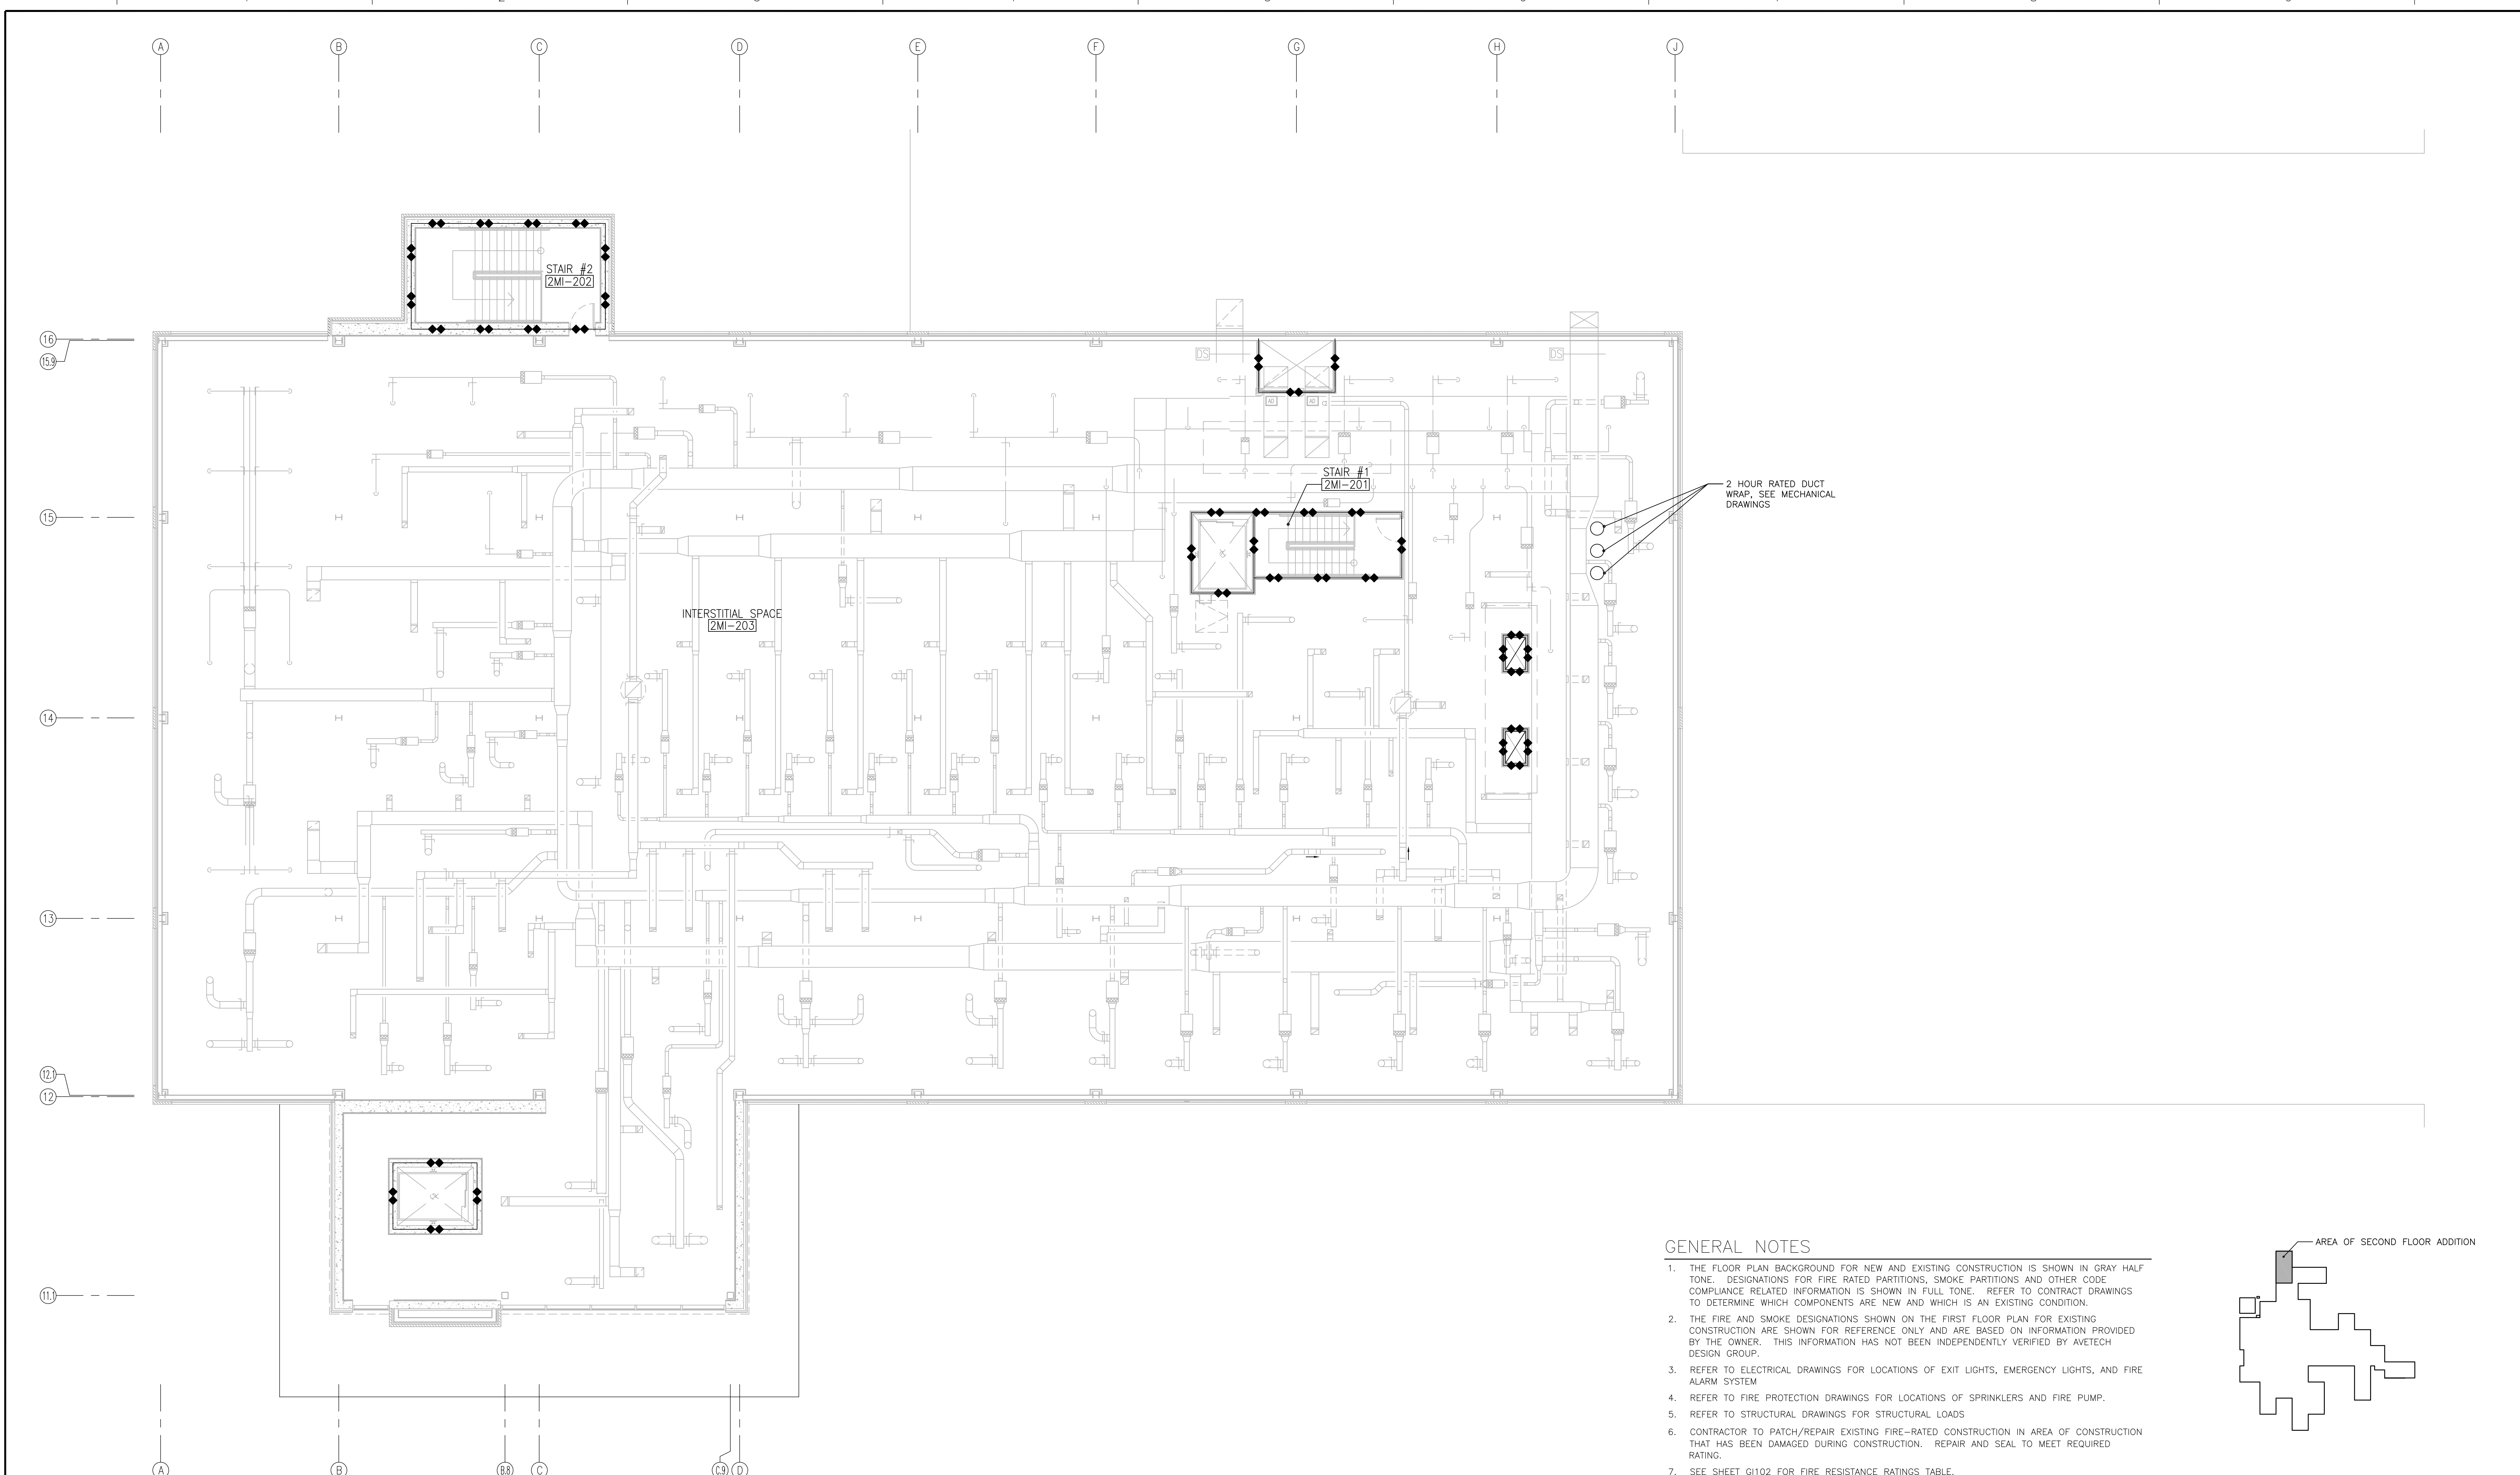 A B C D E F G H J
STAIR #2
2MI-202
16
15.9
DS DS
AD AD
STAIR #1
2MI-201
2 HOUR RATED DUCT
WRAP, SEE MECHANICAL
DRAWINGS
15
INTERSTITIAL SPACE
2MI-203
14
13
12.1
12
11.1
GENERAL NOTES
1. THE FLOOR PLAN BACKGROUND FOR NEW AND EXISTING CONSTRUCTION IS SHOWN IN GRAY HALF
TONE. DESIGNATIONS FOR FIRE RATED PARTITIONS, SMOKE PARTITIONS AND OTHER CODE
COMPLIANCE RELATED INFORMATION IS SHOWN IN FULL TONE. REFER TO CONTRACT DRAWINGS
TO DETERMINE WHICH COMPONENTS ARE NEW AND WHICH IS AN EXISTING CONDITION.
2. THE FIRE AND SMOKE DESIGNATIONS SHOWN ON THE FIRST FLOOR PLAN FOR EXISTING
CONSTRUCTION ARE SHOWN FOR REFERENCE ONLY AND ARE BASED ON INFORMATION PROVIDED
BY THE OWNER. THIS INFORMATION HAS NOT BEEN INDEPENDENTLY VERIFIED BY AVETECH
DESIGN GROUP.
3. REFER TO ELECTRICAL DRAWINGS FOR LOCATIONS OF EXIT LIGHTS, EMERGENCY LIGHTS, AND FIRE
ALARM SYSTEM
4. REFER TO FIRE PROTECTION DRAWINGS FOR LOCATIONS OF SPRINKLERS AND FIRE PUMP.
5. REFER TO STRUCTURAL DRAWINGS FOR STRUCTURAL LOADS
6. CONTRACTOR TO PATCH/REPAIR EXISTING FIRE-RATED CONSTRUCTION IN AREA OF CONSTRUCTION
THAT HAS BEEN DAMAGED DURING CONSTRUCTION. REPAIR AND SEAL TO MEET REQUIRED
RATING.
7. SEE SHEET GI102 FOR FIRE RESISTANCE RATINGS TABLE.
AREA OF SECOND FLOOR ADDITION
A B B.8 C C.9 D